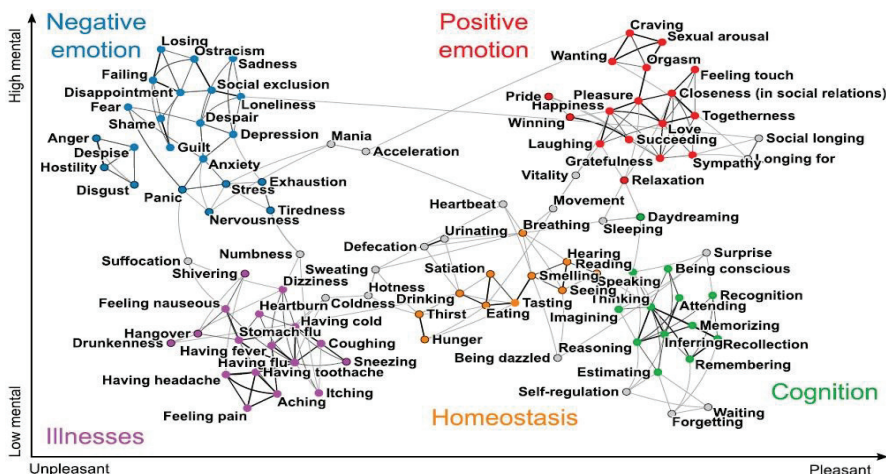 High mental
Low mental
Unpleasant
Pleasant
Negative
emotion
Losing
Ostracism
Sadness
Failing
Disappointment
Social exclusion
Fear
Loneliness
Shame
Despair
Anger
Guilt
Depression
Despise
Anxiety
Hostility
Stress
Exhaustion
Disgust
Panic
Nervousness
Tiredness
Mania
Acceleration
Positive
emotion
Craving
Sexual arousal
Wanting
Orgasm
Feeling touch
Pleasure
Closeness (in social relations)
Pride
Happiness
Togetherness
Winning
Love
Succeeding
Social longing
Laughing
Gratefulness
Sympathy
Longing for
Vitality
Relaxation
Heartbeat
Movement
Daydreaming
Urinating
Breathing
Sleeping
Defecation
Suffocation
Numbness
Shivering
Sweating
Satiation
Hearing
Reading
Smelling
Speaking
Surprise
Being conscious
Dizziness
Hotness
Feeling nauseous
Heartburn
Coldness
Drinking
Tasting
Seeing
Thinking
Recognition
Attending
Having cold
Thirst
Eating
Imagining
Hangover
Stomach flu
Memorizing
Drunkenness
Having fever
Coughing
Hunger
Reasoning
Inferring
Recollection
Having flu
Sneezing
Being dazzled
Remembering
Having headache
Having toothache
Estimating
Aching
Itching
Self-regulation
Feeling pain
Waiting
Forgetting
Illnesses
Homeostasis
Cognition